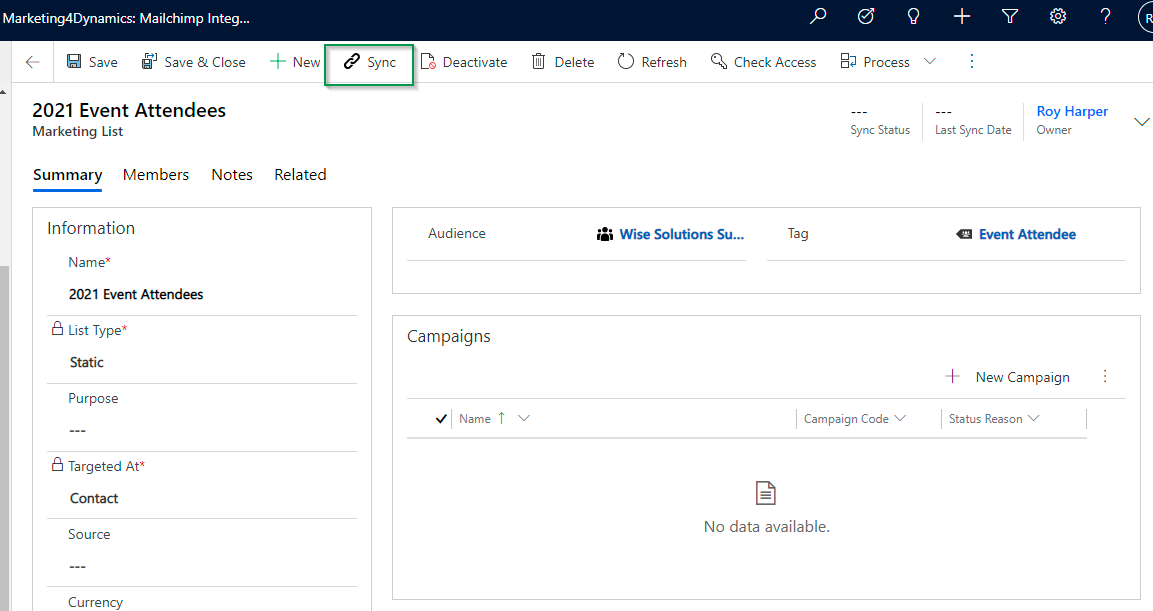 Marketing4Dynamics: Mailchimp Integ...
R
Save
Save & Close
New
Sync
Deactivate
Delete
Refresh
Check Access
Process
2021 Event Attendees
Marketing List
---
Sync Status
---
Last Sync Date
Roy Harper
Owner
Summary
Members
Notes
Related
Information
Name*
2021 Event Attendees
List Type*
Static
Purpose
---
Targeted At*
Contact
Source
---
Currency
Audience
Wise Solutions Su...
Tag
Event Attendee
Campaigns
New Campaign
Name
Campaign Code
Status Reason
No data available.